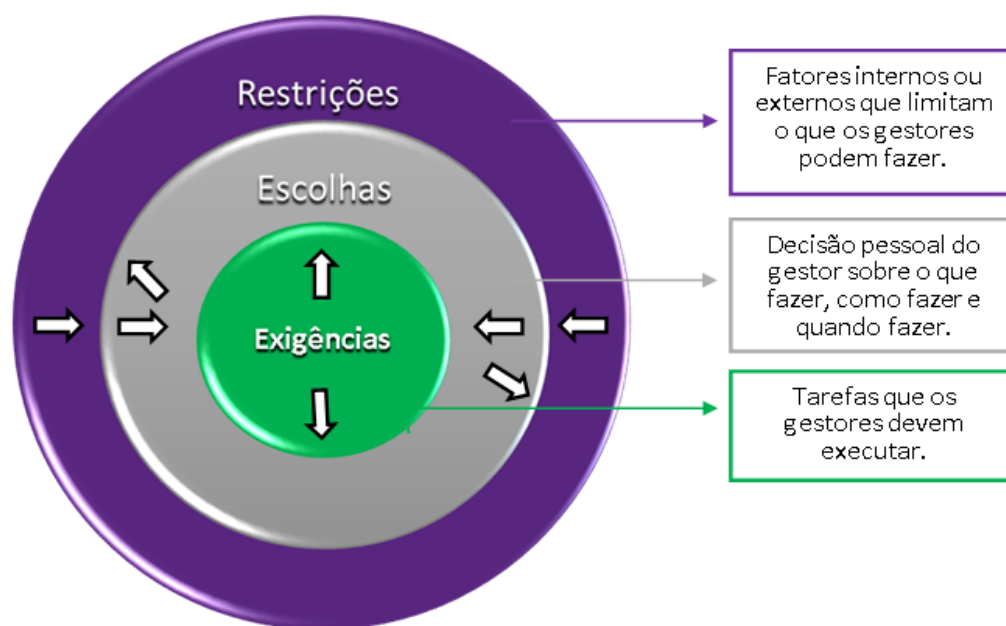 Restrições
Escolhas
Exigências
Fatores internos ou
externos que limitam
o que os gestores
podem fazer.
Decisão pessoal do
gestor sobre o que
fazer, como fazer e
quando fazer.
Tarefas que os
gestores devem
executar.